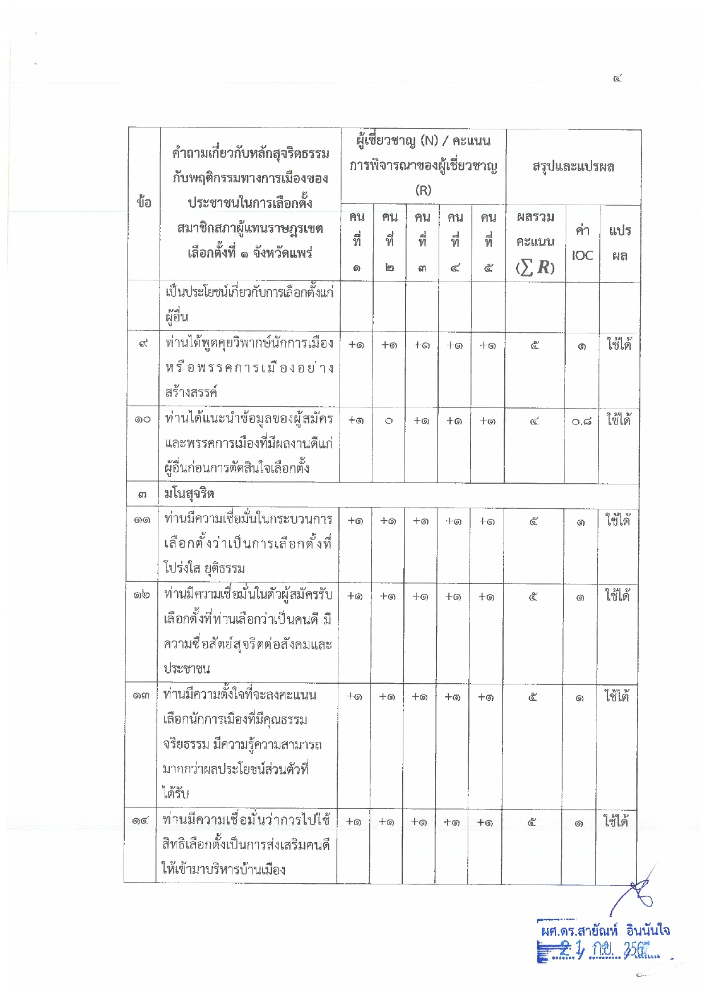 ๔
ข้อ
คำถามเกี่ยวกับหลักสุจริตธรรม
กับพฤติกรรมทางการเมืองของ
ประชาชนในการเลือกตั้ง
สมาชิกสภาผู้แทนราษฎรเขต
เลือกตั้งที่ ๑ จังหวัดแพร่
ผู้เชี่ยวชาญ (N) / คะแนน
การพิจารณาของผู้เชี่ยวชาญ
(R)
สรุปและแปรผล
คน ที่ ๑
คน ที่ ๒
คน ที่ ๓
คน ที่ ๔
คน ที่ ๕
ผลรวม
คะแนน
(∑ R)
ค่า
IOC
แปร
ผล
เป็นประโยชน์เกี่ยวกับการเลือกตั้งแก่
ผู้อื่น
๙ ท่านได้พูดคุยวิพากษ์นักการเมือง +๑ +๑ +๑ +๑ +๑ ๕ ๑ ใช้ได้
หรือพรรคการเมืองอย่าง
สร้างสรรค์
๑๐ ท่านได้แนะนำข้อมูลของผู้สมัคร +๑ ๐ +๑ +๑ +๑ ๔ ๐.๘ ใช้ได้
และพรรคการเมืองที่มีผลงานดีแก่
ผู้อื่นก่อนการตัดสินใจเลือกตั้ง
๓ มโนสุจริต
๑๑ ท่านมีความเชื่อมั่นในกระบวนการ +๑ +๑ +๑ +๑ +๑ ๕ ๑ ใช้ได้
เลือกตั้งว่าเป็นการเลือกตั้งที่
โปร่งใส ยุติธรรม
๑๒ ท่านมีความเชื่อมั่นในตัวผู้สมัครรับ +๑ +๑ +๑ +๑ +๑ ๕ ๑ ใช้ได้
เลือกตั้งที่ท่านเลือกว่าเป็นคนดี มี
ความซื่อสัตย์สุจริตต่อสังคมและ
ประชาชน
๑๓ ท่านมีความตั้งใจที่จะลงคะแนน +๑ +๑ +๑ +๑ +๑ ๕ ๑ ใช้ได้
เลือกนักการเมืองที่มีคุณธรรม
จริยธรรม มีความรู้ความสามารถ
มากกว่าผลประโยชน์ส่วนตัวที่
ได้รับ
๑๔ ท่านมีความเชื่อมั่นว่าการไปใช้ +๑ +๑ +๑ +๑ +๑ ๕ ๑ ใช้ได้
สิทธิเลือกตั้งเป็นการส่งเสริมคนดี
ให้เข้ามาบริหารบ้านเมือง
ผศ.ดร.สายัณห์ อินนันใจ
21 ก.ย. 2567